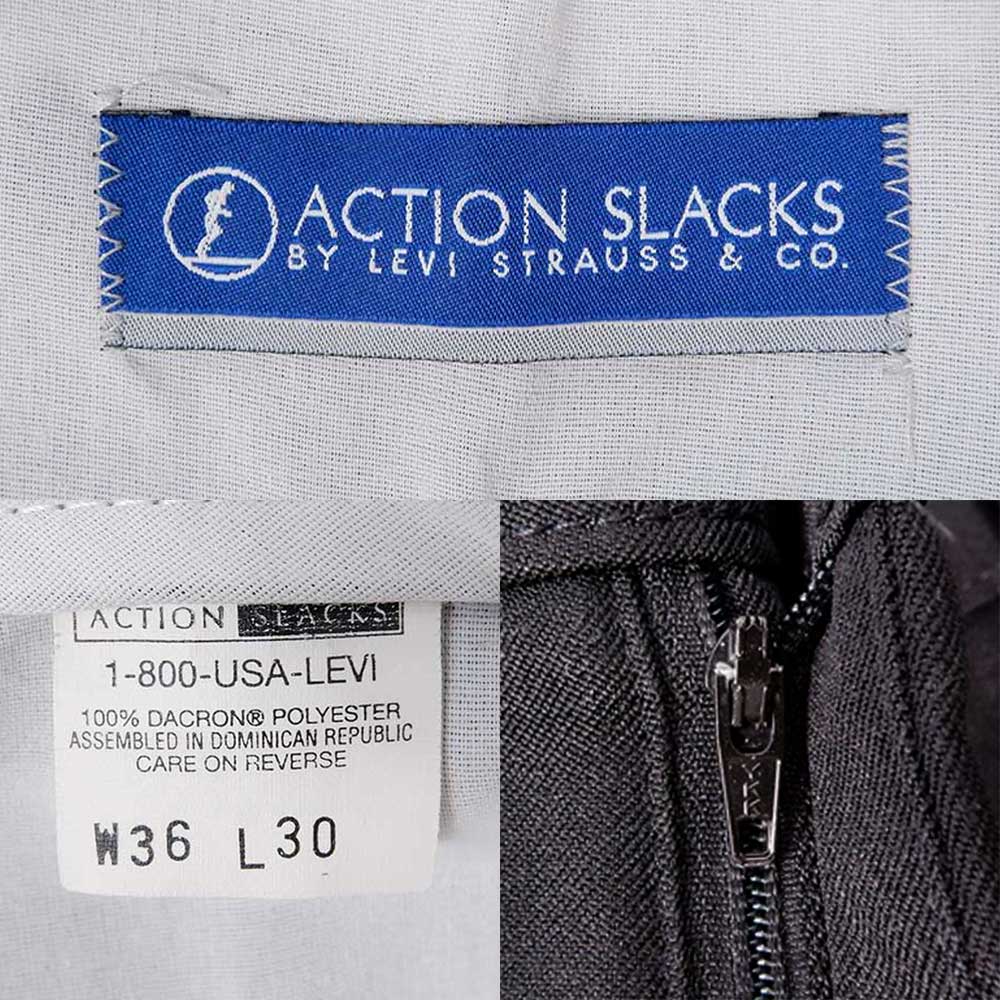 ACTION SLACKS
BY LEVI STRAUSS & CO.
ACTION SLACKS
1-800-USA-LEVI
100% DACRON® POLYESTER
ASSEMBLED IN DOMINICAN REPUBLIC
CARE ON REVERSE
W36 L30
YKK